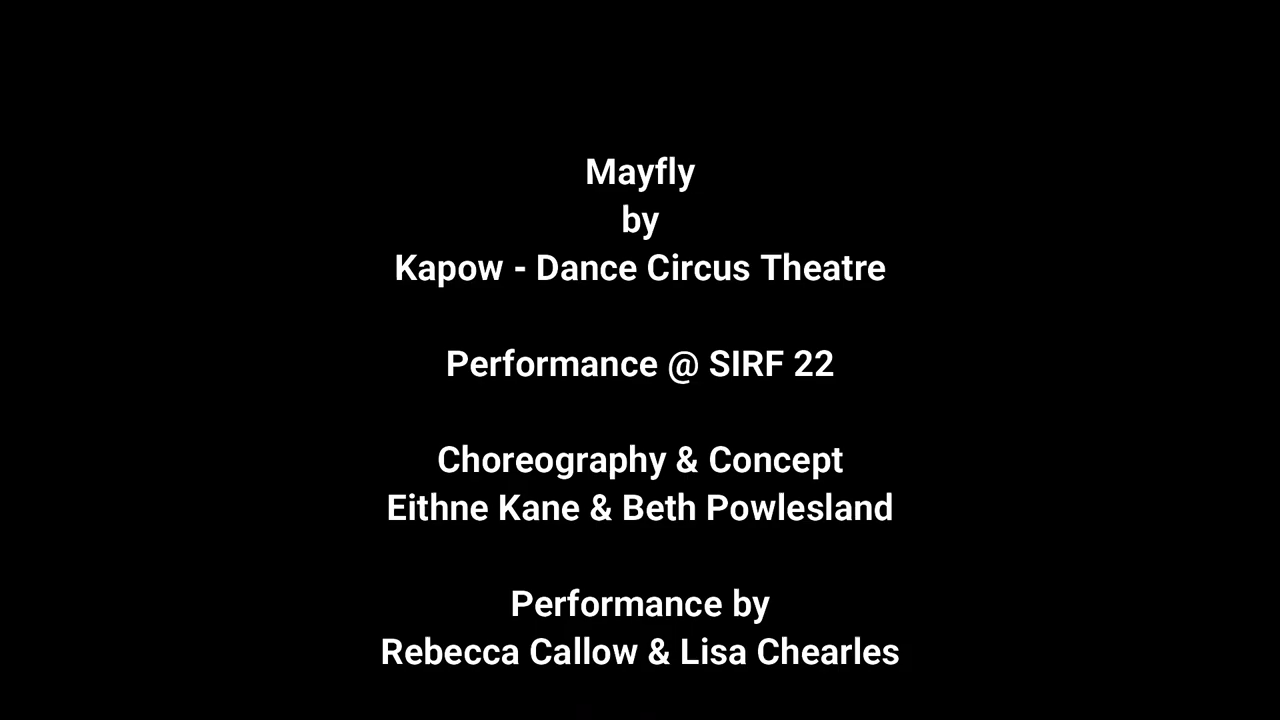 Mayfly
by
Kapow - Dance Circus Theatre
Performance @ SIRF 22
Choreography & Concept
Eithne Kane & Beth Powlesland
Performance by
Rebecca Callow & Lisa Chearles